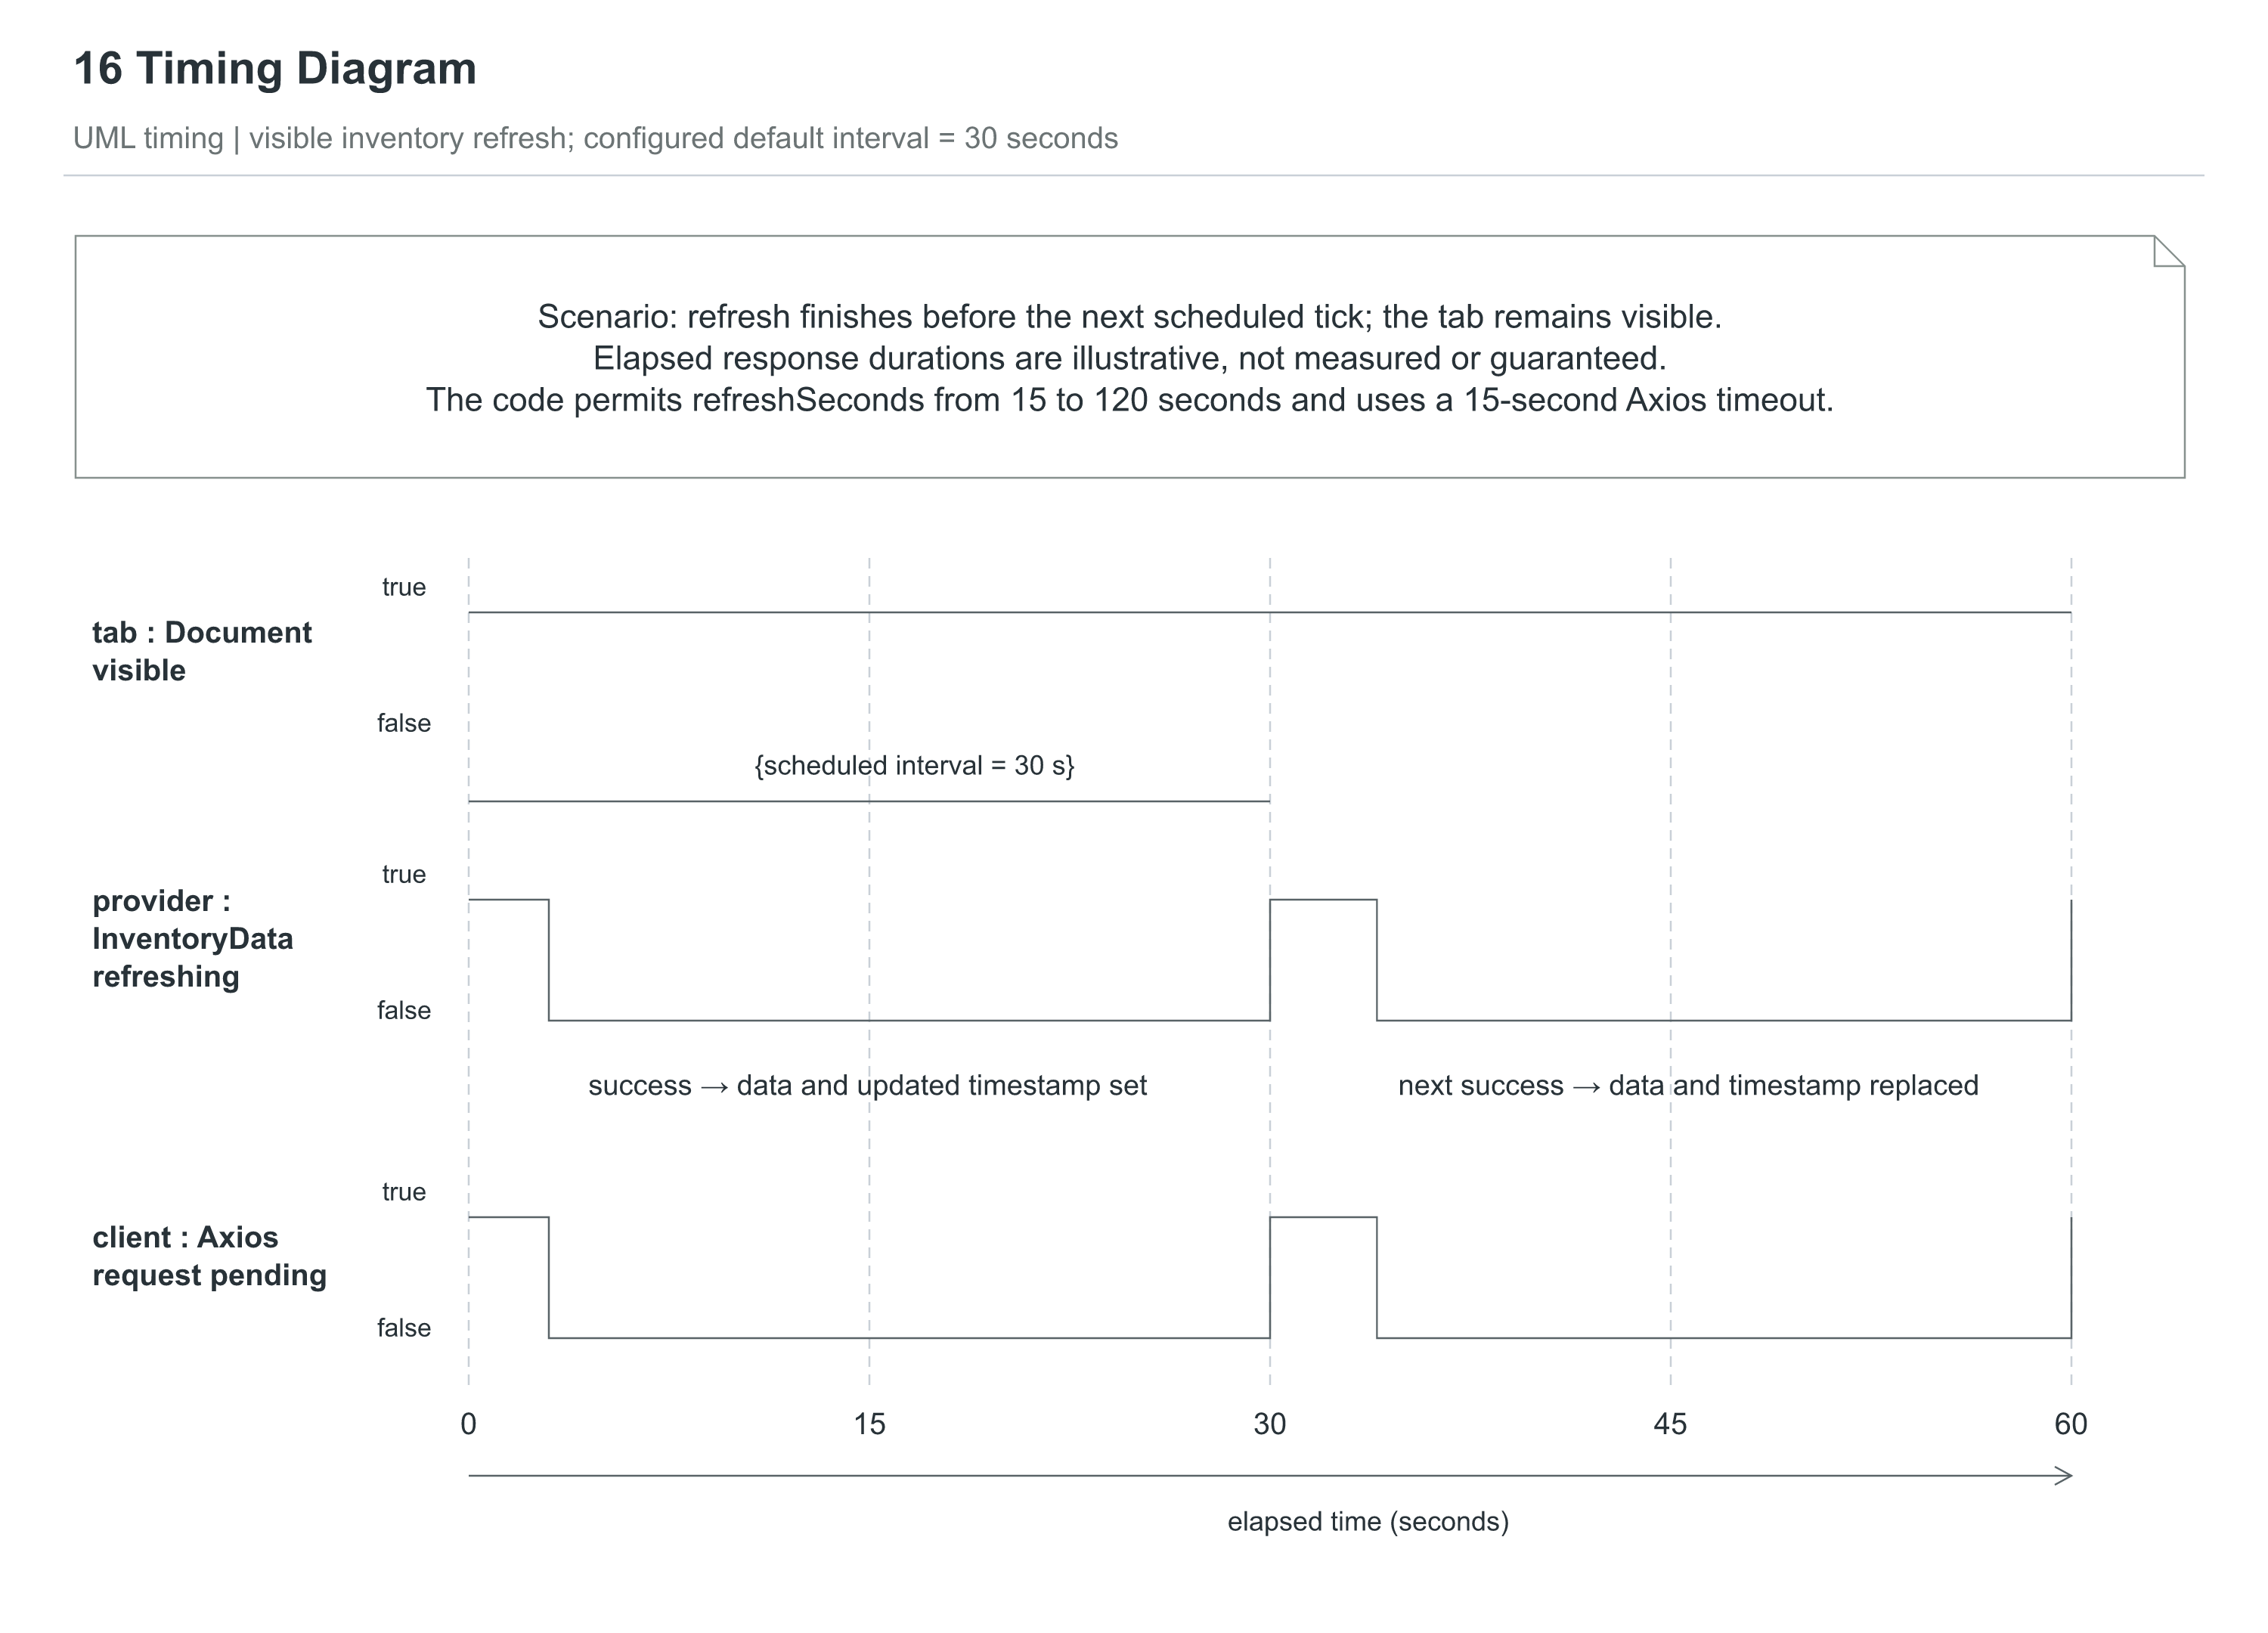 16 Timing Diagram
UML timing | visible inventory refresh; configured default interval = 30 seconds
Scenario: refresh finishes before the next scheduled tick; the tab remains visible.
Elapsed response durations are illustrative, not measured or guaranteed.
The code permits refreshSeconds from 15 to 120 seconds and uses a 15-second Axios timeout.
true
tab : Document
visible
false
{scheduled interval = 30 s}
true
provider :
InventoryData
refreshing
false
success → data and updated timestamp set
next success → data and timestamp replaced
true
client : Axios
request pending
false
0 15 30 45 60
elapsed time (seconds)